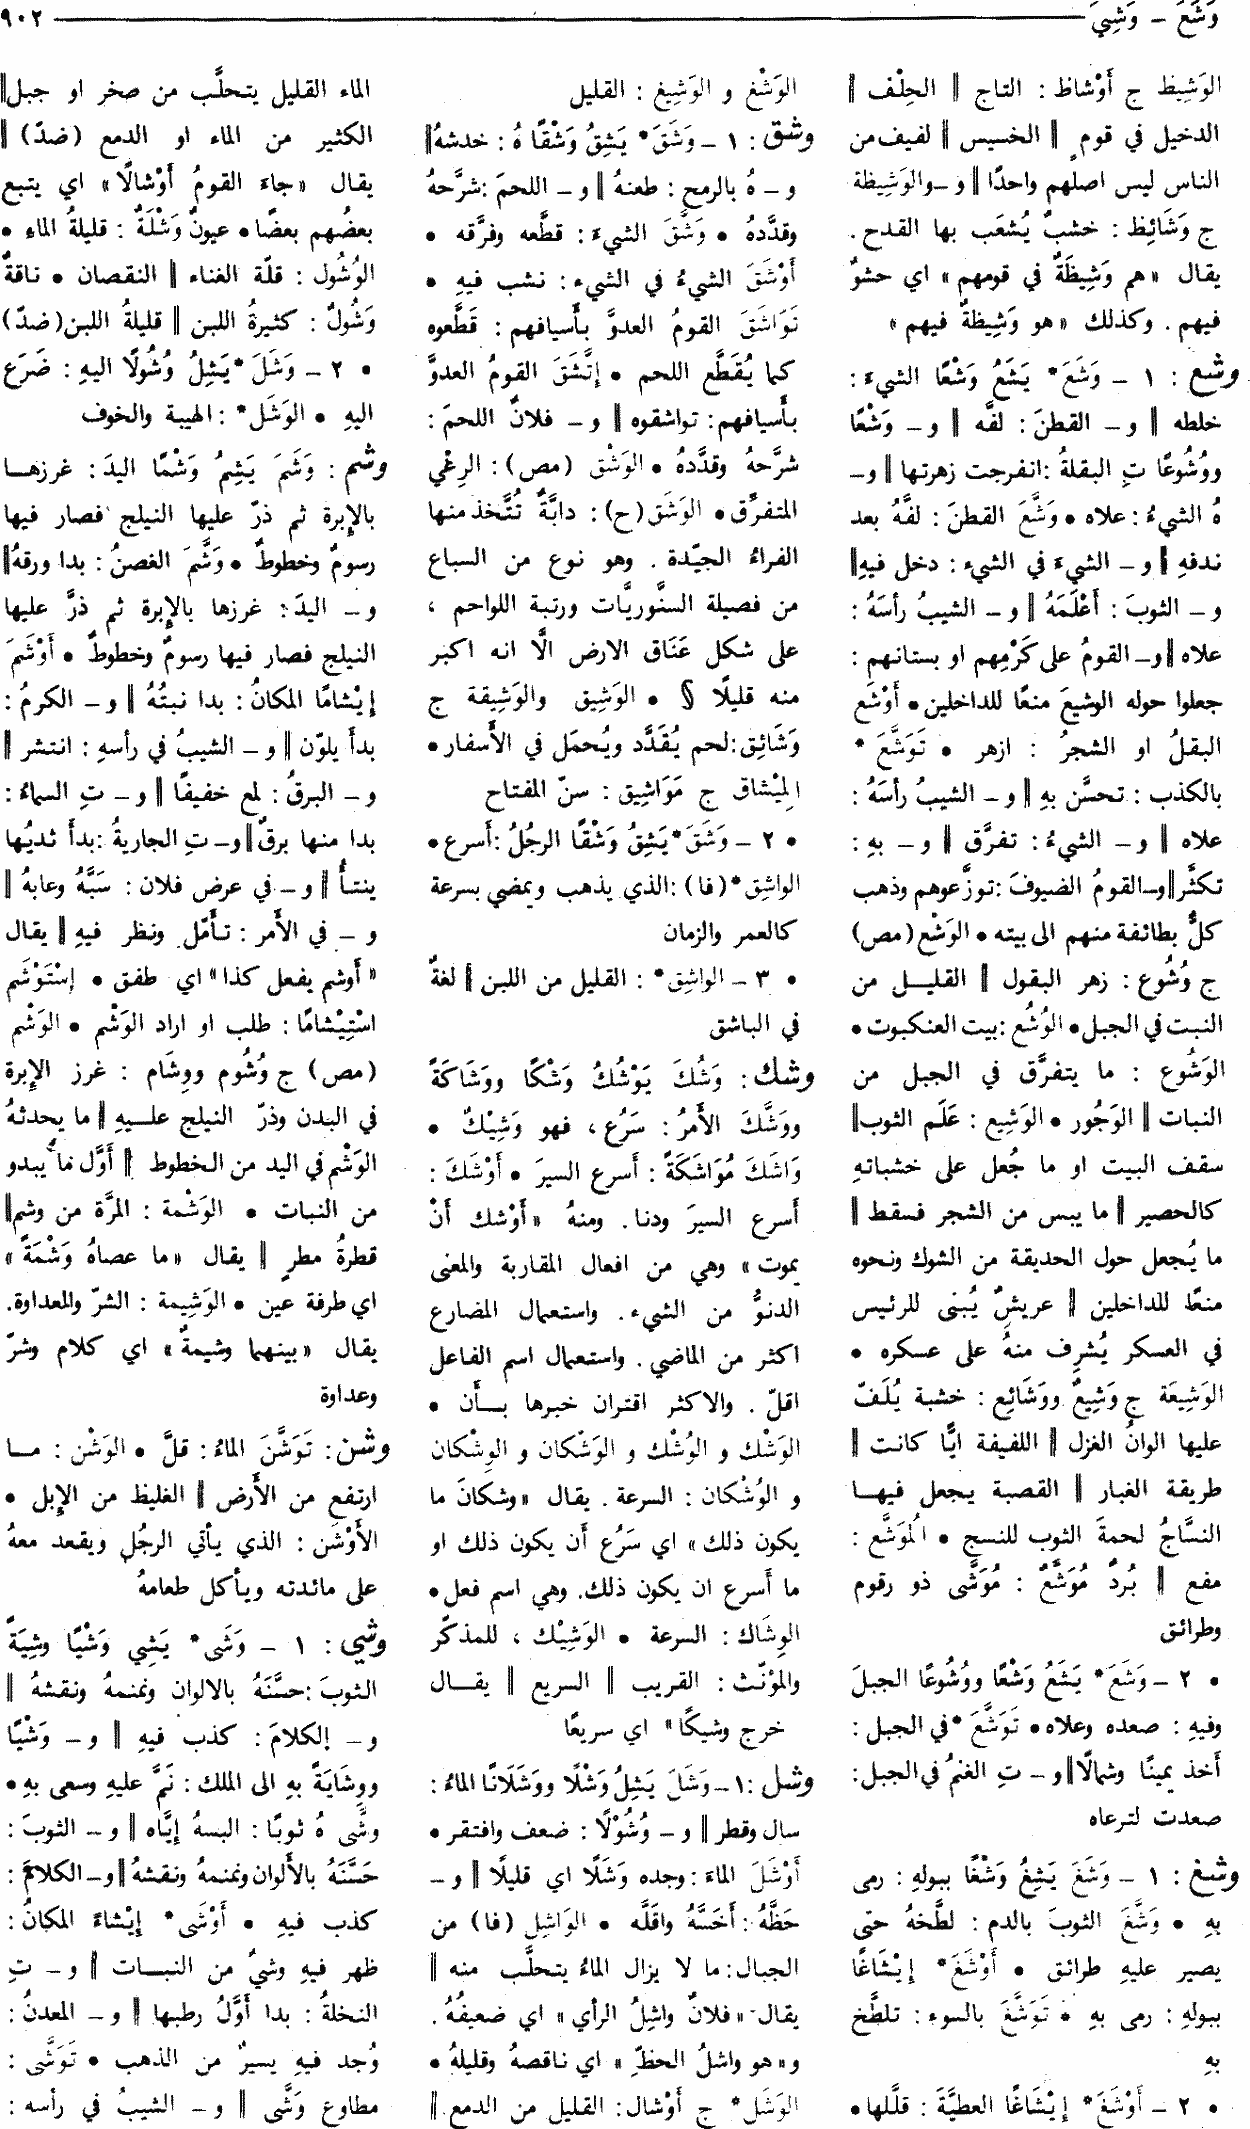 وَشَعَ – وَشِيَ ٩٠٢
الوَشِيظ ج أَوْشاظ : التاج ‖ الحِلْف ‖
الدخيل في قومٍ ‖ الخسيس ‖ لفيف من
الناس ليس اصلهم واحدًا ‖ و – والوَشِيظة
ج وَشَائِظ : خشبٌ يُشعَب بها القدح .
يقال «هم وَشِيظَةٌ في قومهم» اي حشوٌ
فيهم . وكذلك «هو وَشِيظةٌ فيهم»
وشع : ١ – وَشَعَ* يَشَعُ وَشْعًا الشيءَ :
خلطه ‖ و – القطنَ : لفَّه ‖ و – وَشْعًا
ووُشُوعًا تِ البقلةُ : انفرجت زهرتها ‖ و –
هُ الشيءُ : علاه • وَشَّعَ القطنَ : لفَّهُ بعد
ندفهِ ‖ و – الشيءَ في الشيء : دخل فيهِ ‖
و – الثوبَ : أَعْلَمَهُ ‖ و – الشيبُ رأسَهُ :
علاه ‖ و – القومُ على كَرْمِهم او بستانهم :
جعلوا حوله الوشيعَ منعًا للداخلين • أَوْشَع
البقلُ او الشجرُ : ازهر • تَوَشَّعَ *
بالكذب : تحسَّن بهِ ‖ و – الشيبُ رأسَهُ :
علاه ‖ و – الشيءُ : تفرَّق ‖ و – بهِ :
تكثَّر ‖ و – القومُ الضيوفَ : توزَّعوهم وذهب
كلُّ بطائفة منهم الى بيته • الوَشْع (مص)
ج وُشُوع : زهر البقول ‖ القليل من
النبت في الجبل • الوُشُع : بيت العنكبوت •
الوَشُوع : ما يتفرَّق في الجبل من
النبات ‖ الوَجُور • الوَشِيع : عَلَم الثوب ‖
سقف البيت او ما جُعل على خشباتهِ
كالحصير ‖ ما يبس من الشجر فسقط ‖
ما يُجعل حول الحديقة من الشوك ونحوه
منعًا للداخلين ‖ عريشٌ يُبنى للرئيس
في العسكر يُشرِف منهُ على عسكره •
الوَشِيعَة ج وَشِيعٌ ووَشَائِع : خشبة يُلَفّ
عليها الوانُ الغزل ‖ اللفيفة ايًّا كانت ‖
طريقة الغبار ‖ القصبة يجعل فيها
النسَّاجُ لحمةَ الثوب للنسج • المُوَشَّع :
مفع ‖ بُردٌ مُوَشَّعٌ : مُوَشًّى ذو رقوم
وطرائق
• ٢ – وَشَعَ* يَشَعُ وَشْعًا ووُشُوعًا الجبلَ
وفيهِ : صعده وعلاه • تَوَشَّعَ* في الجبل :
أخذ يمينًا وشمالًا ‖ و – تِ الغنمُ في الجبل :
صعدت لترعاه
وشغ : ١ – وَشَغَ يَشِغُ وَشْغًا ببولهِ : رمى
بهِ • وَشَّغَ الثوبَ بالدم : لطَّخهُ حتى
يصير عليهِ طرائق • أَوْشَغَ* إِيْشَاغًا
ببولهِ : رمى بهِ • تَوَشَّغَ بالسوء : تلطَّخ
بهِ
• ٢ – أَوْشَغَ* إِيْشَاغًا العطيَّةَ : قلَّلها •
الوَشْغ و الوَشِيغ : القليل
وشق : ١ – وَشَقَ* يَشِقُ وَشْقًا هُ : خدشهُ ‖
و – هُ بالرمح : طعنهُ ‖ و – اللحمَ : شرَّحهُ
وقدَّدهُ • وَشَّقَ الشيءَ : قطَّعه وفرَّقه •
أَوْشَقَ الشيءُ في الشيء : نشب فيهِ •
تَوَاشَقَ القومُ العدوَّ بأسيافهم : قَطَّعوه
كما يُقَطَّع اللحم • إِتَّشَقَ القومُ العدوَّ
بأَسيافهم : تواشقوه ‖ و – فلانٌ اللحمَ :
شرَّحهُ وقدَّدهُ • الوَشْق (مص) : الرِعْي
المتفرّق • الوَشَق (ح) : دابَّةٌ تُتَّخذ منها
الفراءُ الجيّدة . وهو نوع من السباع
من فصيلة السنَّوريَّات ورتبة اللواحم ،
على شكل عَنَاق الارض الَّا انه اكبر
منه قليلًا § • الوَشِيق والوَشِيقة ج
وَشَائِق : لحم يُقَدَّد ويُحمَل في الأسفار •
المِيْشاق ج مَوَاشِيق : سنّ المفتاح
• ٢ – وَشَقَ* يَشِقُ وَشْقًا الرجُلُ : أسرع •
الواشِق* (فا) : الذي يذهب ويمضي بسرعة
كالعمر والزمان
• ٣ – الواشِق* : القليل من اللبن ‖ لغةٌ
في الباشق
وشك : وَشُكَ يَوْشُكُ وَشْكًا ووَشَاكَةً
ووَشَّكَ الأَمرُ : سَرُع ، فهو وَشِيْكٌ •
وَاشَكَ مُوَاشَكَةً : أَسرع السيرَ • أَوْشَكَ :
أَسرع السيرَ ودنا . ومنهُ «أَوْشك أَنْ
يموت» وهي من افعال المقاربة والمعنى
الدنوُّ من الشيء . واستعمال المضارع
اكثر من الماضي . واستعمال اسم الفاعل
اقلّ . والاكثر اقتران خبرها بأن •
الوَشْك و الوُشْك و الوَشْكان و الوِشْكان
و الوُشْكان : السرعة . يقال «وشكانَ ما
يكون ذلك» اي سَرُع أن يكون ذلك او
ما أسرع ان يكون ذلك . وهي اسم فعل •
الوِشَاك : السرعة • الوَشِيْك ، للمذكّر
والمؤنّث : القريب ‖ السريع ‖ يقال
خرج وشيكًا» اي سريعًا
وشل : ١ – وَشَلَ يَشِلُ وَشْلًا ووَشَلَانًا الماءُ :
سال وقطر ‖ و – وُشُوْلًا : ضعف وافتقر •
أَوْشَلَ الماءَ : وجده وَشَلًا اي قليلًا ‖ و –
حَظَّهُ : أَخَسَّهُ واقَلَّه • الوَاشِل (فا) من
الجبال : ما لا يزال الماءُ يتحلَّب منه ‖
يقال «فلانٌ واشِلُ الرأي» اي ضعيفُهُ .
و«هو واشلُ الحظّ» اي ناقصهُ وقليلهُ •
الوَشَل* ج أَوْشال : القليل من الدمع ‖
الماء القليل يتحلَّب من صخر او جبل ‖
الكثير من الماء او الدمع (ضدّ) ‖
يقال «جاءَ القومُ أَوْشالًا» اي يتبع
بعضُهم بعضًا • عيونٌ وَشْلَةٌ : قليلةُ الماءِ •
الوُشُول : قلّة الغناء ‖ النقصان • ناقةٌ
وَشُولٌ : كثيرةُ اللبن ‖ قليلةُ اللبن (ضدّ)
• ٢ – وَشَلَ* يَشِلُ وُشُولًا اليهِ : ضَرَع
اليهِ • الوَشَل* : الهيبة والخوف
وشم : وَشَمَ يَشِمُ وَشْمًا اليدَ : غرزها
بالإبرة ثم ذرّ عليها النيلج فصار فيها
رسومٌ وخطوطٌ • وَشَّمَ الغصنُ : بدا ورقهُ ‖
و – اليدَ : غرزها بالإبرة ثم ذرَّ عليها
النيلج فصار فيها رسومٌ وخطوطٌ • أَوْشَمَ
إِيْشامًا المكانُ : بدا نبتُهُ ‖ و – الكرمُ :
بدأ يلوّن ‖ و – الشيبُ في رأسهِ : انتشر ‖
و – البرقُ : لمع خفيفًا ‖ و – تِ السماءُ :
بدا منها برقٌ ‖ و – تِ الجاريةُ : بدأ ثديُها
ينتأُ ‖ و – في عرض فلان : سَبَّهُ وعابهُ ‖
و – في الأَمر : تأمّل ونظر فيهِ ‖ يقال
«أوشم يفعل كذا» اي طفق • إِسْتَوْشَم
اسْتِيْشامًا : طلب او اراد الوَشْم • الوَشْم
(مص) ج وُشُوم ووِشَام : غرز الإبرة
في البدن وذرّ النيلج عليهِ ‖ ما يحدثهُ
الوَشْم في اليد من الخطوط ‖ أَوَّل ما يبدو
من النبات • الوَشْمة : المرَّة من وشم ‖
قطرةُ مطرٍ ‖ يقال «ما عصاهُ وَشْمَةً»
اي طرفة عين • الوَشِيمة : الشرّ والعداوة .
يقال «بينهما وشيمةٌ» اي كلام وشرّ
وعداوة
وشن : تَوَشَّنَ الماءُ : قلَّ • الوَشْن : ما
ارتفع من الأَرض ‖ الغليظ من الإبل •
الأَوْشَن : الذي يأتي الرجُل ويقعد معهُ
على مائدته ويأكل طعامهُ
وشي : ١ – وَشَى* يَشِي وَشْيًا وشِيَةً
الثوبَ : حسَّنَهُ بالالوان ونمنمهُ ونقشهُ ‖
و – الكلامَ : كذب فيهِ ‖ و – وَشْيًا
ووِشَايَةً بهِ الى الملك : نَمَّ عليهِ وسعى بهِ •
وشَّى هُ ثوبًا : البسهُ إيَّاه ‖ و – الثوبَ :
حَسَّنَهُ بالأَلوان ونمنمهُ ونقشهُ ‖ و – الكلامَ :
كذب فيهِ • أَوْشَى* إِيْشاءً المكانُ :
ظهر فيهِ وشيٌ من النبات ‖ و – تِ
النخلةُ : بدا أَوَّلُ رطبها ‖ و – المعدنُ :
وُجد فيهِ يسيرٌ من الذهب • تَوَشَّى :
مطاوع وَشَّى ‖ و – الشيبُ في رأسه :